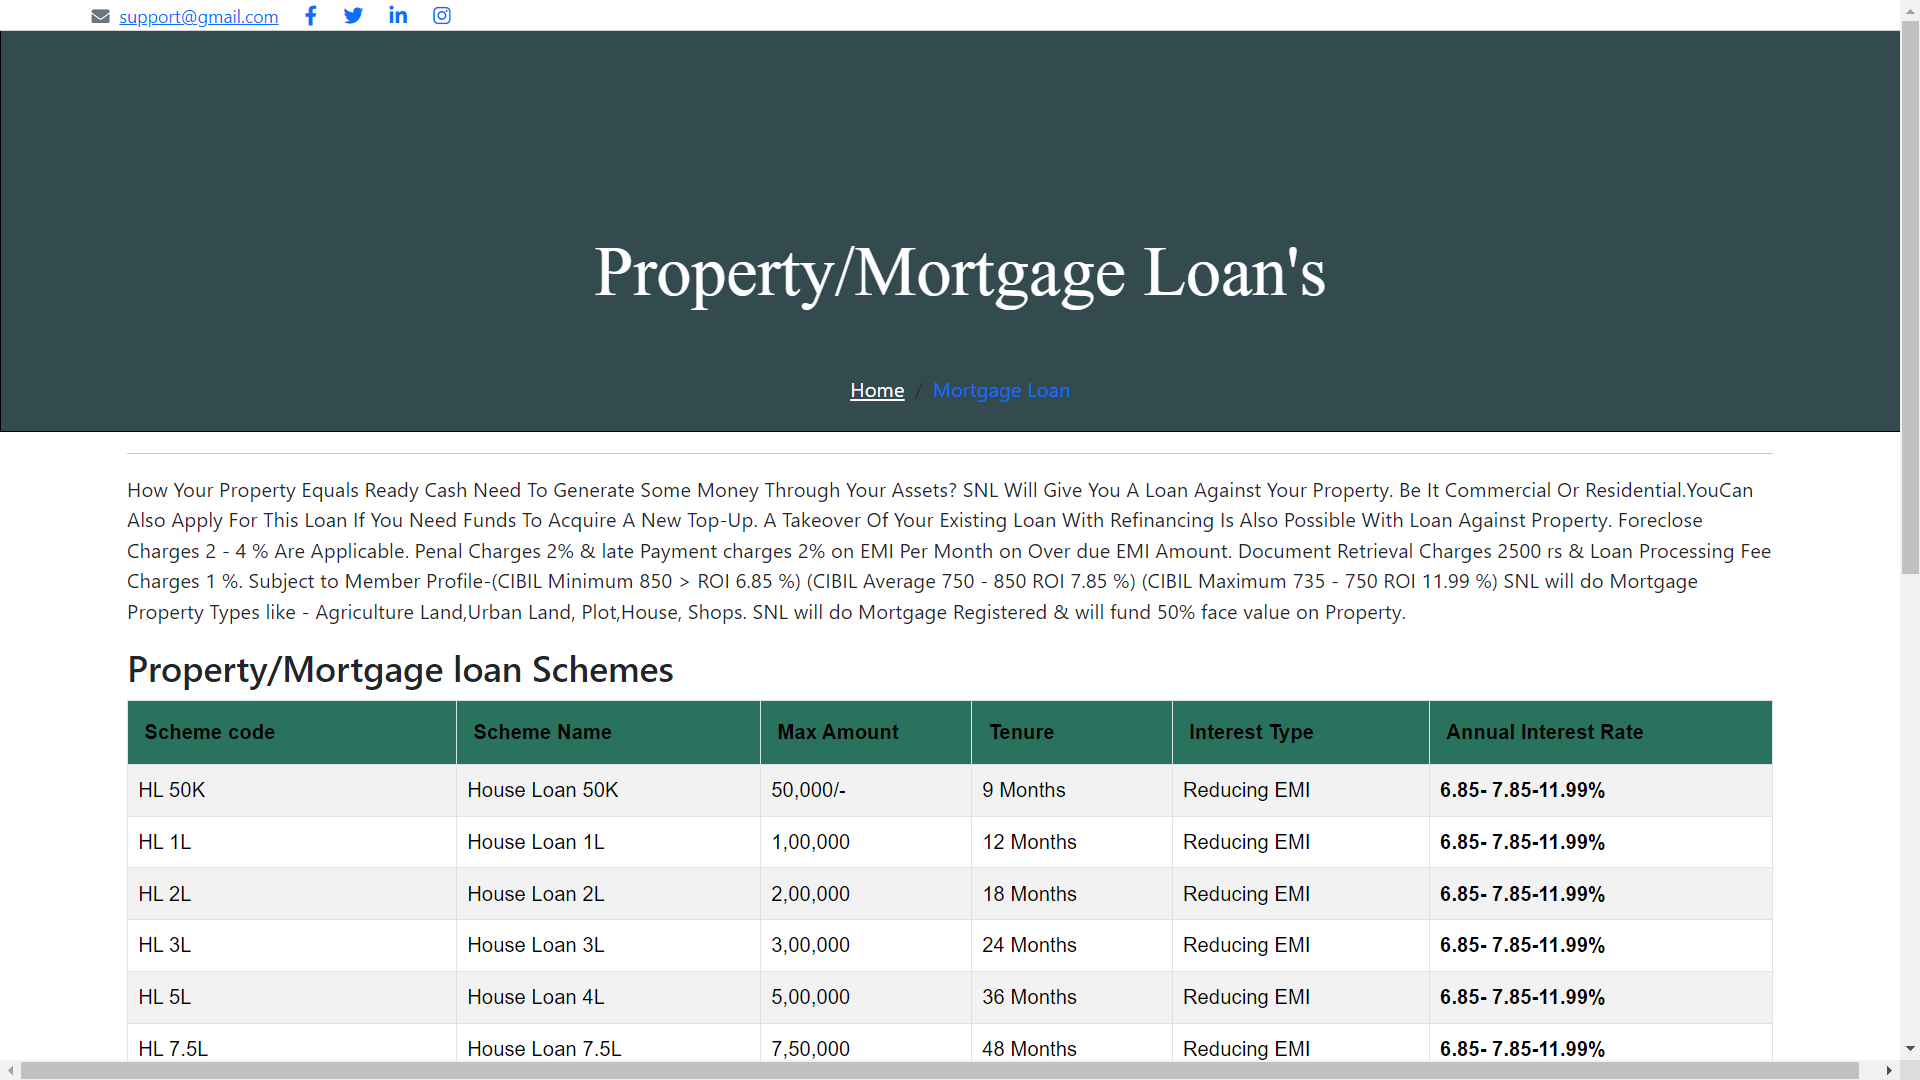 support@gmail.com
Property/Mortgage Loan's
Home / Mortgage Loan
How Your Property Equals Ready Cash Need To Generate Some Money Through Your Assets? SNL Will Give You A Loan Against Your Property. Be It Commercial Or Residential.YouCan
Also Apply For This Loan If You Need Funds To Acquire A New Top-Up. A Takeover Of Your Existing Loan With Refinancing Is Also Possible With Loan Against Property. Foreclose
Charges 2 - 4 % Are Applicable. Penal Charges 2% & late Payment charges 2% on EMI Per Month on Over due EMI Amount. Document Retrieval Charges 2500 rs & Loan Processing Fee
Charges 1 %. Subject to Member Profile-(CIBIL Minimum 850 > ROI 6.85 %) (CIBIL Average 750 - 850 ROI 7.85 %) (CIBIL Maximum 735 - 750 ROI 11.99 %) SNL will do Mortgage
Property Types like - Agriculture Land,Urban Land, Plot,House, Shops. SNL will do Mortgage Registered & will fund 50% face value on Property.
Property/Mortgage loan Schemes
Scheme code Scheme Name Max Amount Tenure Interest Type Annual Interest Rate
HL 50K House Loan 50K 50,000/- 9 Months Reducing EMI 6.85- 7.85-11.99%
HL 1L House Loan 1L 1,00,000 12 Months Reducing EMI 6.85- 7.85-11.99%
HL 2L House Loan 2L 2,00,000 18 Months Reducing EMI 6.85- 7.85-11.99%
HL 3L House Loan 3L 3,00,000 24 Months Reducing EMI 6.85- 7.85-11.99%
HL 5L House Loan 4L 5,00,000 36 Months Reducing EMI 6.85- 7.85-11.99%
HL 7.5L House Loan 7.5L 7,50,000 48 Months Reducing EMI 6.85- 7.85-11.99%